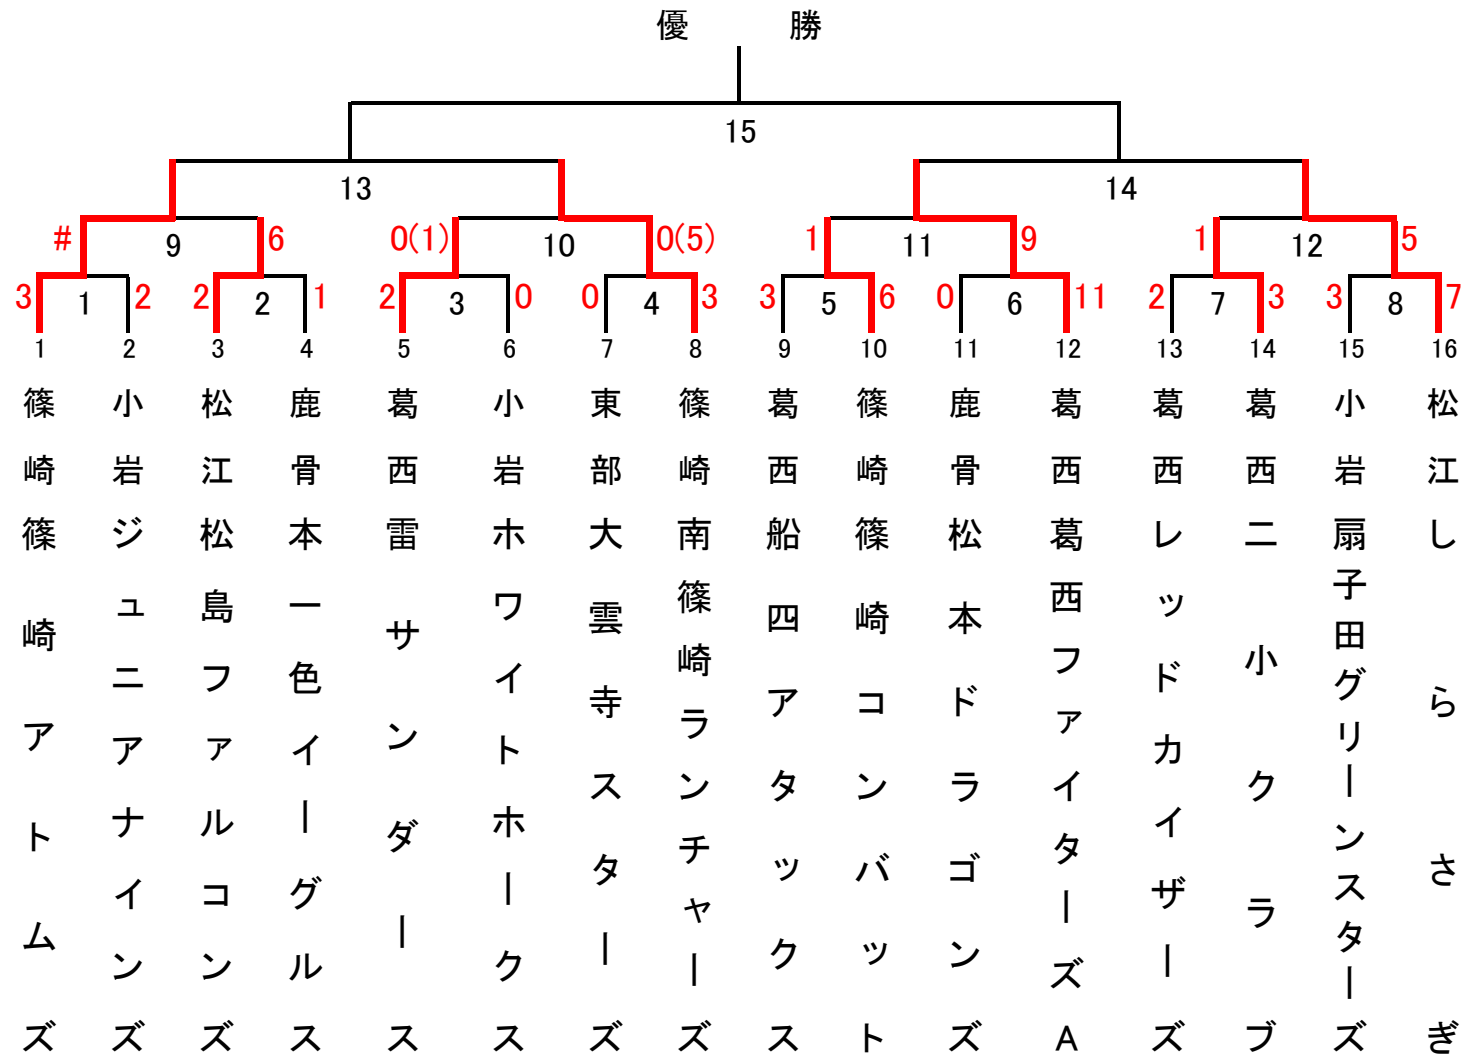 優 勝
15
13 14
# 9 6 0(1) 10 0(5) 1 11 9 1 12 5
3 1 2 2 2 1 2 3 0 0 4 3 3 5 6 0 6 11 2 7 3 3 8 7
1 2 3 4 5 6 7 8 9 10 11 12 13 14 15 16
篠崎篠崎アトムズ
小岩ジュニアナインズ
松江松島ファルコンズ
鹿骨本一色イーグルス
葛西雷サンダース
小岩ホワイトホークス
東部大雲寺スターズ
篠崎南篠崎ランチャーズ
葛西船四アタックス
篠崎篠崎コンバット
鹿骨松本ドラゴンズ
葛西葛西ファイターズA
葛西レッドカイザーズ
葛西二小クラブ
小岩扇子田グリーンスターズ
松江しらさぎ